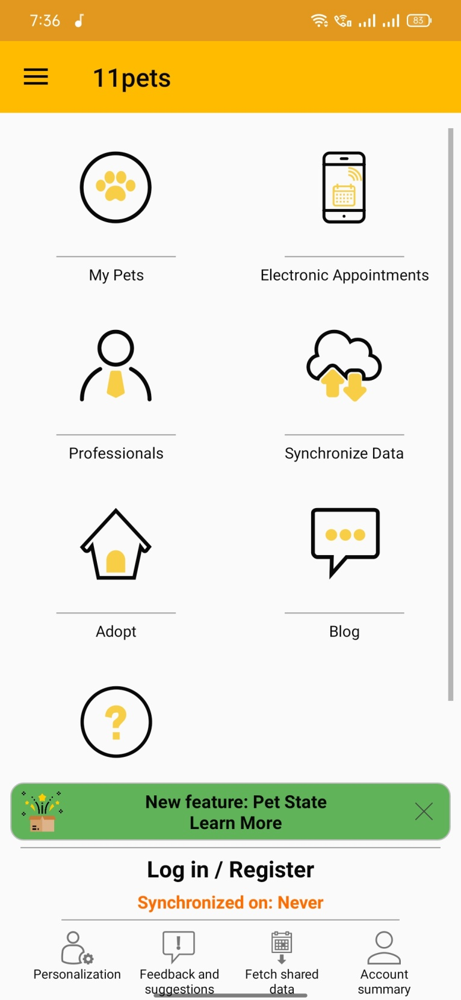 7:36
83
11pets
My Pets
Electronic Appointments
Professionals
Synchronize Data
Adopt
Blog
?
New feature: Pet State
Learn More
Log in / Register
Synchronized on: Never
Personalization
Feedback and
suggestions
Fetch shared
data
Account
summary